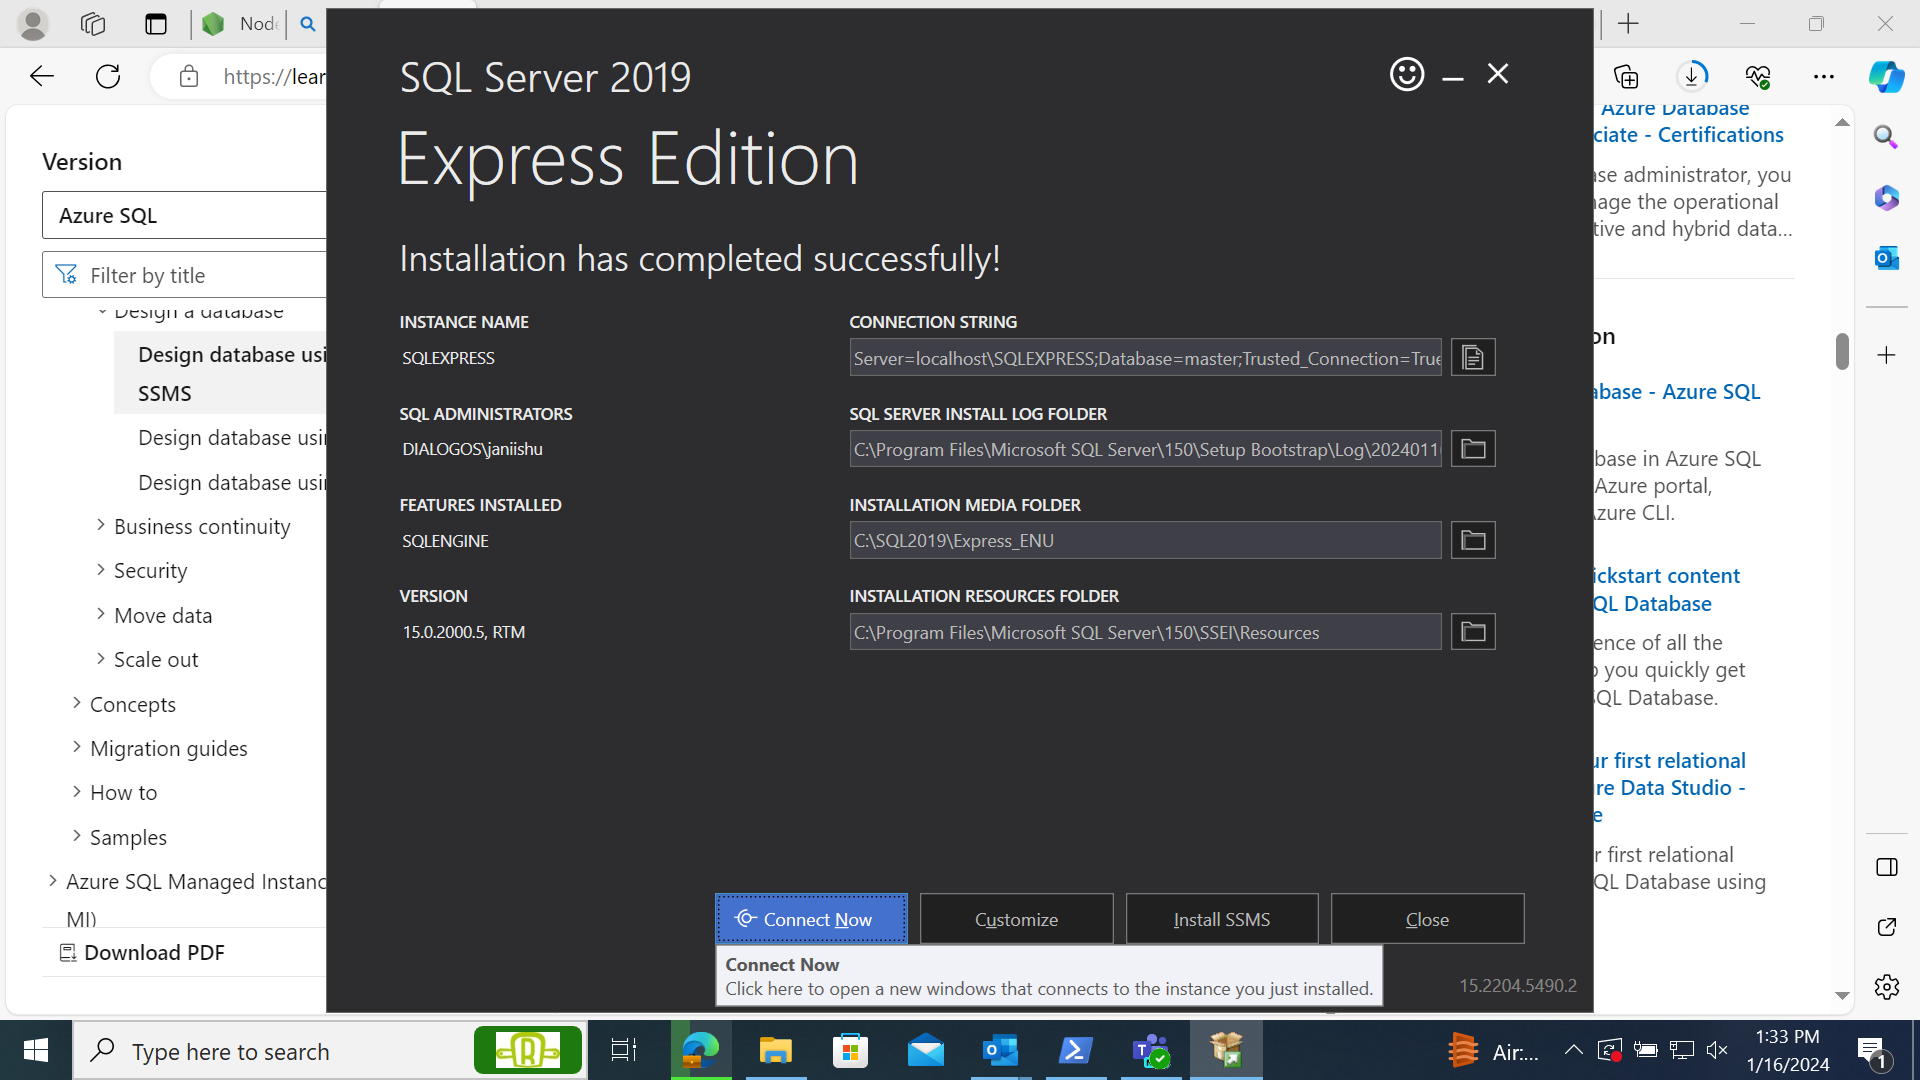 Node
https://lear
SQL Server 2019
Express Edition
Installation has completed successfully!
INSTANCE NAME
SQLEXPRESS
SQL ADMINISTRATORS
DIALOGOS\janiishu
FEATURES INSTALLED
SQLENGINE
VERSION
15.0.2000.5, RTM
CONNECTION STRING
Server=localhost\SQLEXPRESS;Database=master;Trusted_Connection=True
SQL SERVER INSTALL LOG FOLDER
C:\Program Files\Microsoft SQL Server\150\Setup Bootstrap\Log\2024011
INSTALLATION MEDIA FOLDER
C:\SQL2019\Express_ENU
INSTALLATION RESOURCES FOLDER
C:\Program Files\Microsoft SQL Server\150\SSEI\Resources
Connect Now
Customize
Install SSMS
Close
Connect Now
Click here to open a new windows that connects to the instance you just installed.
15.2204.5490.2
Version
Azure SQL
Filter by title
Design a database
Design database usi
SSMS
Design database usi
Design database usi
Business continuity
Security
Move data
Scale out
Concepts
Migration guides
How to
Samples
Azure SQL Managed Instanc
MI)
Download PDF
Azure Database
ciate - Certifications
ase administrator, you
nage the operational
tive and hybrid data...
on
abase - Azure SQL
base in Azure SQL
Azure portal,
Azure CLI.
ickstart content
QL Database
ence of all the
p you quickly get
SQL Database.
ur first relational
re Data Studio -
e
r first relational
QL Database using
Type here to search
R
Air:...
1:33 PM
1/16/2024
1